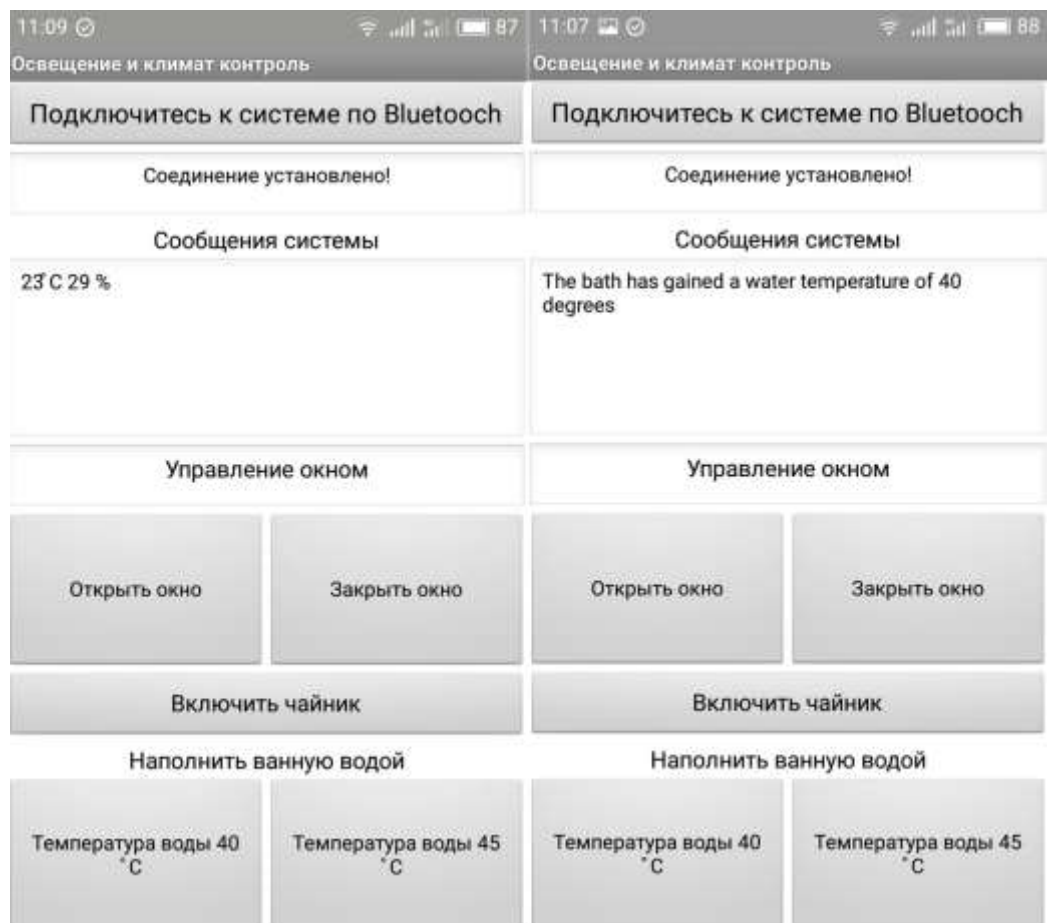 11:09
87
Освещение и климат контроль
Подключитесь к системе по Bluetooch
Соединение установлено!
Сообщения системы
23°C 29 %
Управление окном
Открыть окно
Закрыть окно
Включить чайник
Наполнить ванную водой
Температура воды 40
°C
Температура воды 45
°C
11:07
88
Освещение и климат контроль
Подключитесь к системе по Bluetooch
Соединение установлено!
Сообщения системы
The bath has gained a water temperature of 40
degrees
Управление окном
Открыть окно
Закрыть окно
Включить чайник
Наполнить ванную водой
Температура воды 40
°C
Температура воды 45
°C